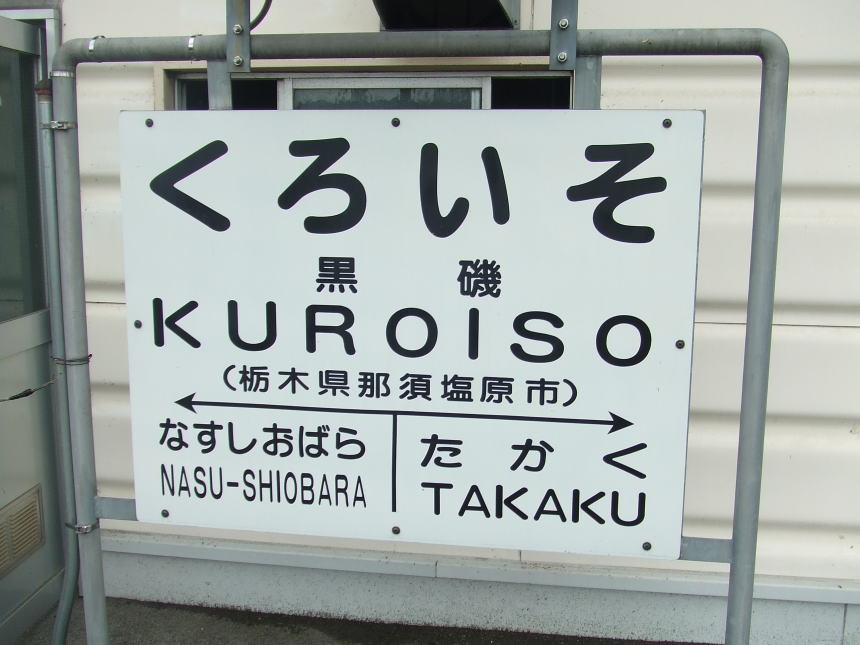 くろいそ
黒磯
KUROISO
(栃木県那須塩原市)
なすしおばら たかく
NASU-SHIOBARA TAKAKU